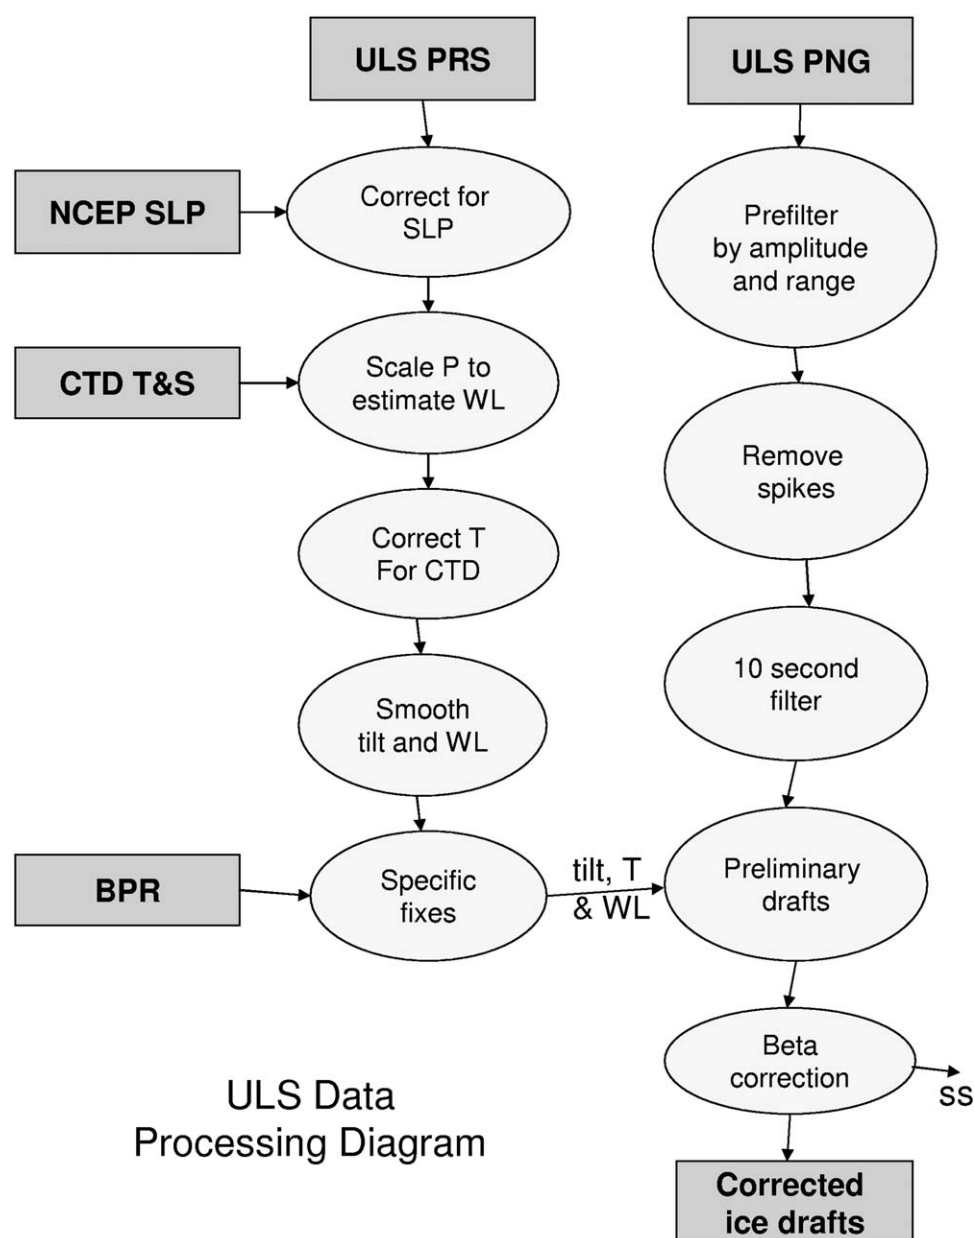 ULS PRS
ULS PNG
NCEP SLP
Correct for
SLP
Prefilter
by amplitude
and range
CTD T&S
Scale P to
estimate WL
Remove
spikes
Correct T
For CTD
10 second
filter
Smooth
tilt and WL
BPR
Specific
fixes
tilt, T
& WL
Preliminary
drafts
Beta
correction
ss
ULS Data
Processing Diagram
Corrected
ice drafts